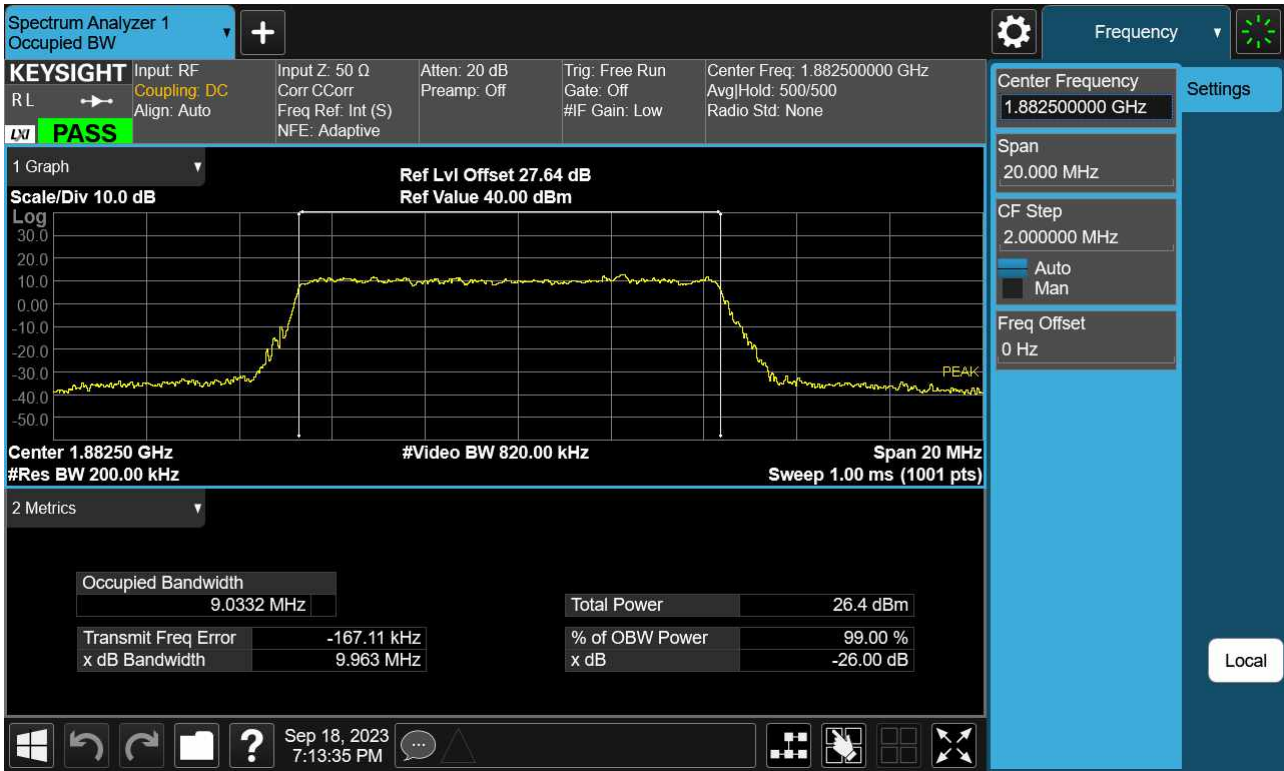 Spectrum Analyzer 1
Occupied BW
▼
+
Frequency
▼
KEYSIGHT
R L
LXI
PASS
Input: RF
Coupling: DC
Align: Auto
Input Z: 50 Ω
Corr CCorr
Freq Ref: Int (S)
NFE: Adaptive
Atten: 20 dB
Preamp: Off
Trig: Free Run
Gate: Off
#IF Gain: Low
Center Freq: 1.882500000 GHz
Avg|Hold: 500/500
Radio Std: None
Center Frequency
1.882500000 GHz
Settings
Span
20.000 MHz
CF Step
2.000000 MHz
Auto
Man
Freq Offset
0 Hz
1 Graph
▼
Scale/Div 10.0 dB
Ref Lvl Offset 27.64 dB
Ref Value 40.00 dBm
Log
30.0
20.0
10.0
0.00
-10.0
-20.0
-30.0
-40.0
-50.0
PEAK
Center 1.88250 GHz
#Video BW 820.00 kHz
Span 20 MHz
#Res BW 200.00 kHz
Sweep 1.00 ms (1001 pts)
2 Metrics
▼
Occupied Bandwidth
9.0332 MHz
Total Power 26.4 dBm
Transmit Freq Error -167.11 kHz
% of OBW Power 99.00 %
x dB Bandwidth 9.963 MHz
x dB -26.00 dB
Local
?
Sep 18, 2023
7:13:35 PM